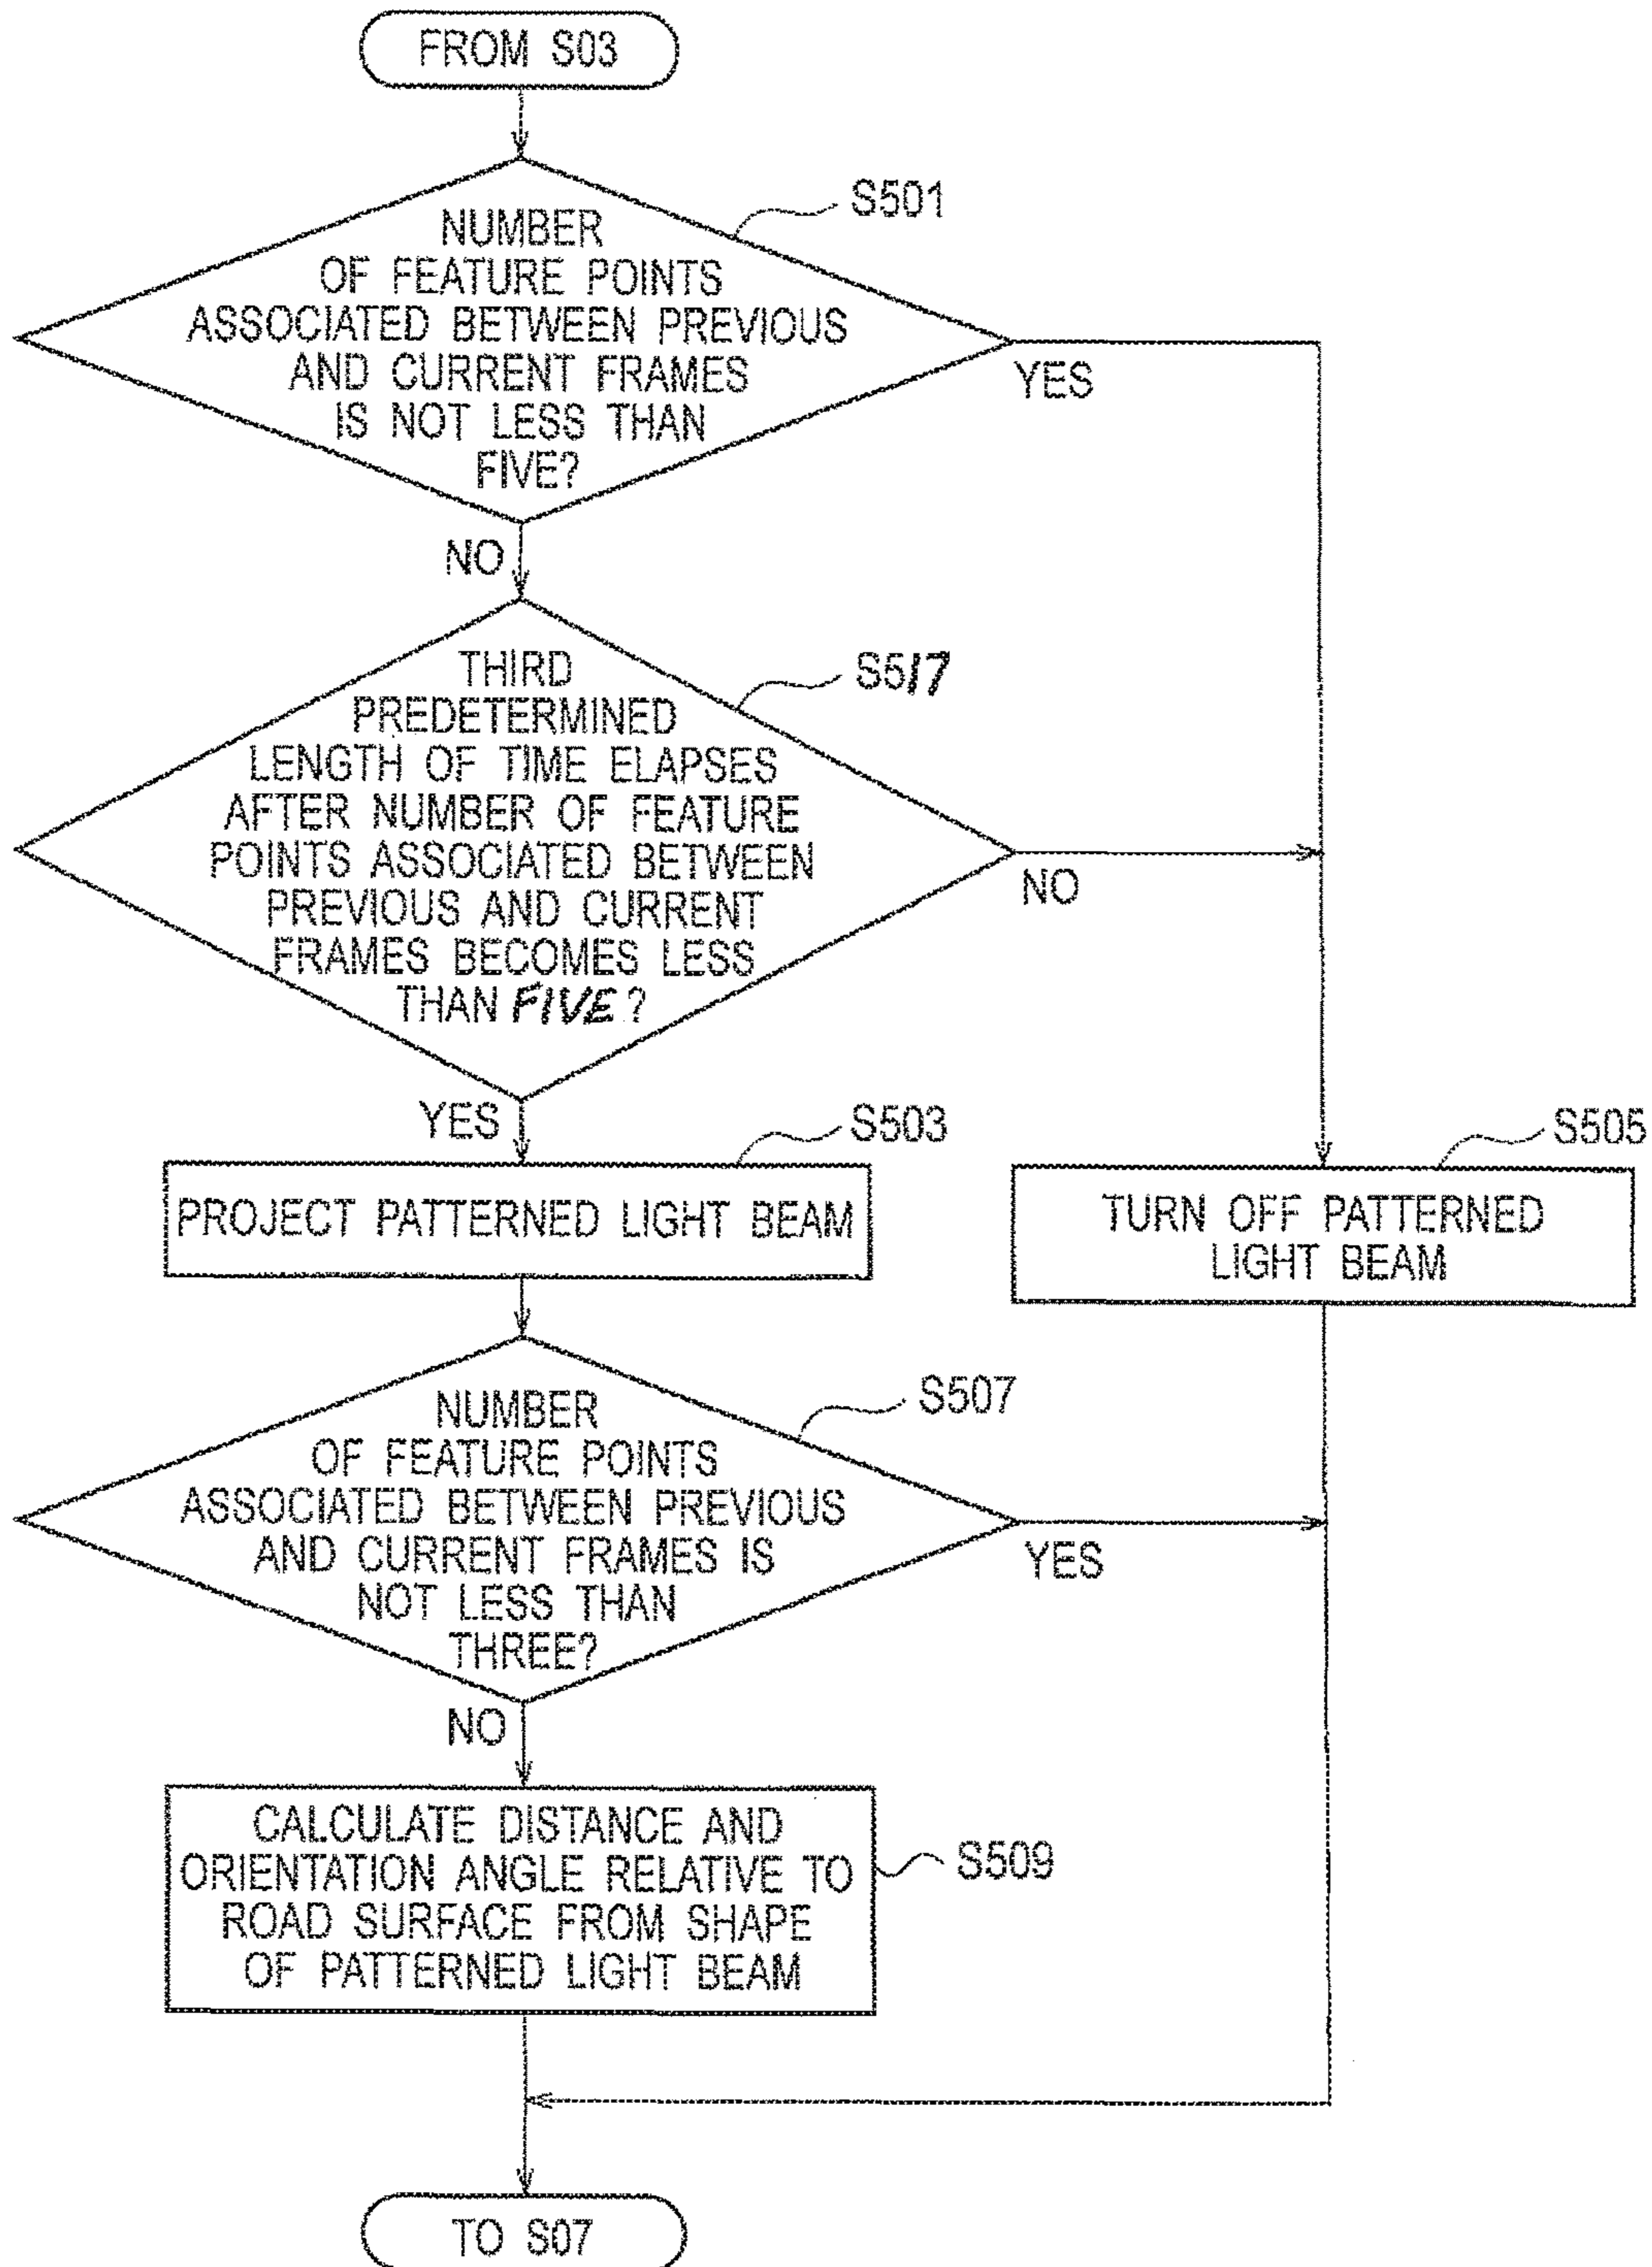 FROM S03
NUMBER
OF FEATURE POINTS
ASSOCIATED BETWEEN PREVIOUS
AND CURRENT FRAMES
IS NOT LESS THAN
FIVE?
S501
YES
NO
THIRD
PREDETERMINED
LENGTH OF TIME ELAPSES
AFTER NUMBER OF FEATURE
POINTS ASSOCIATED BETWEEN
PREVIOUS AND CURRENT
FRAMES BECOMES LESS
THAN FIVE?
S517
NO
YES
S503
PROJECT PATTERNED LIGHT BEAM
S505
TURN OFF PATTERNED
LIGHT BEAM
NUMBER
OF FEATURE POINTS
ASSOCIATED BETWEEN PREVIOUS
AND CURRENT FRAMES IS
NOT LESS THAN
THREE?
S507
YES
NO
CALCULATE DISTANCE AND
ORIENTATION ANGLE RELATIVE TO
ROAD SURFACE FROM SHAPE
OF PATTERNED LIGHT BEAM
S509
TO S07